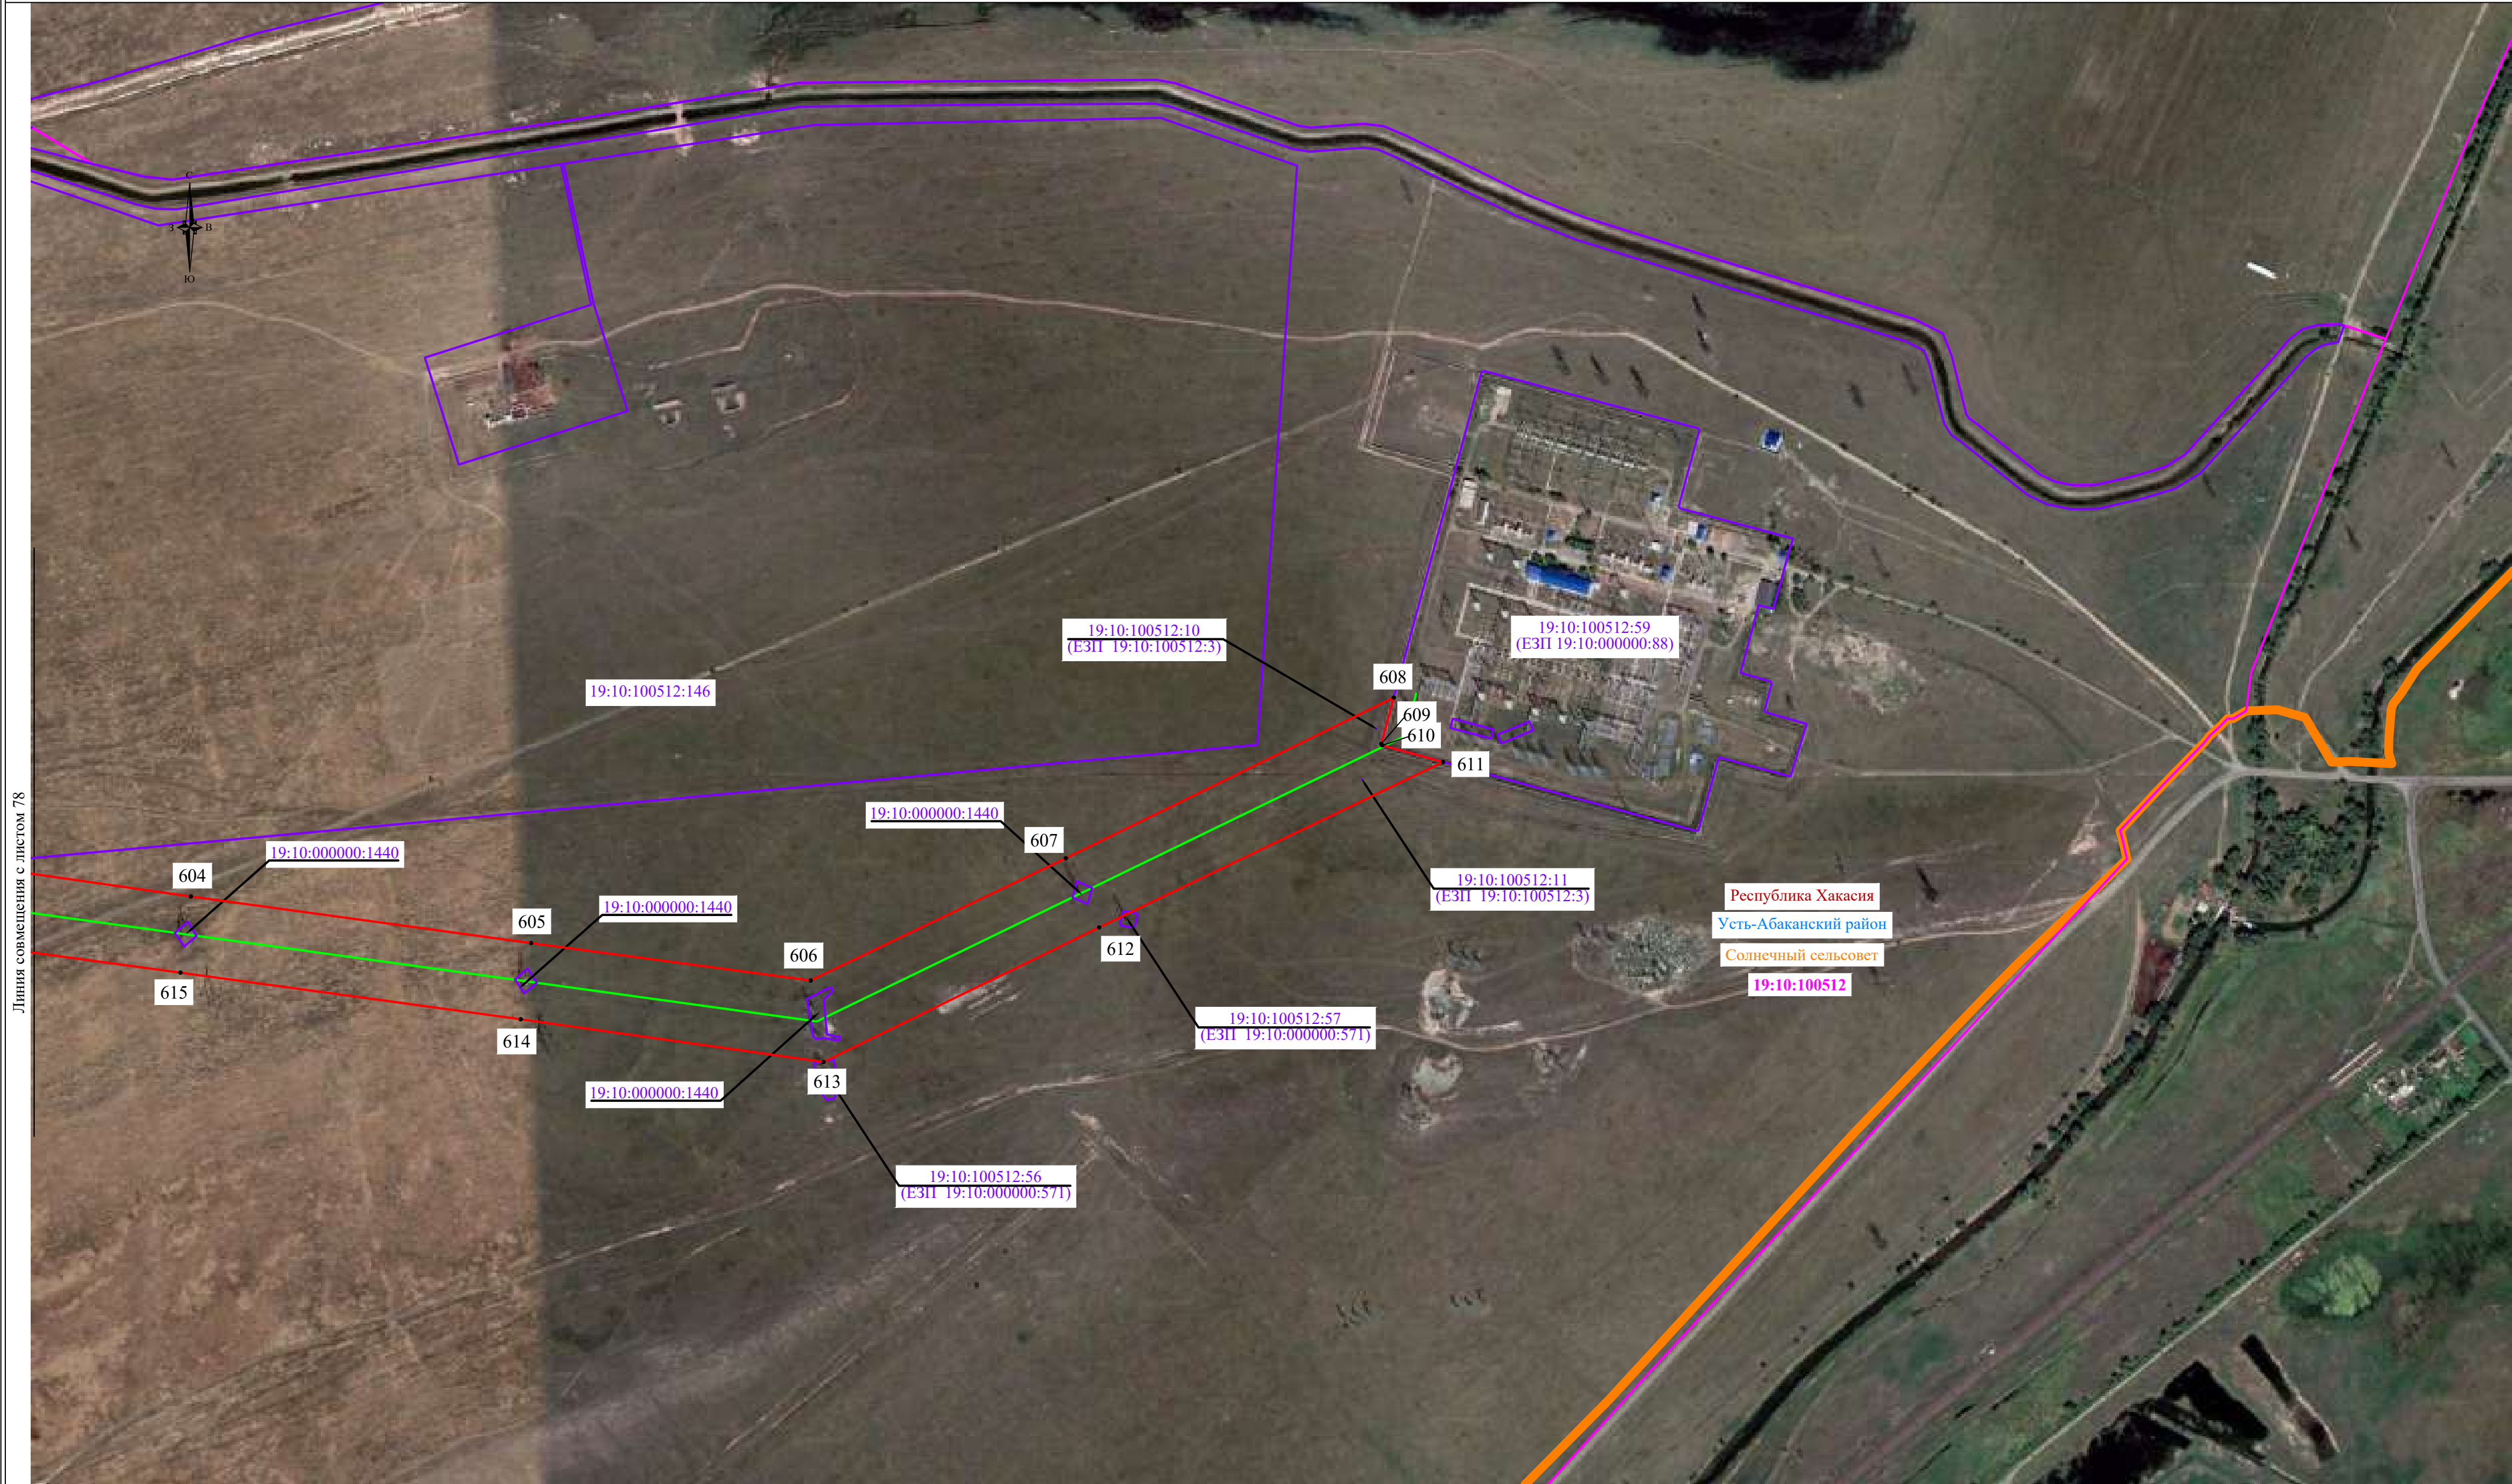 С
З В
Ю
19:10:100512:10
(ЕЗП 19:10:100512:3)
19:10:100512:59
(ЕЗП 19:10:000000:88)
608
19:10:100512:146
609
610
611
19:10:000000:1440
607
19:10:000000:1440
604
19:10:100512:11
(ЕЗП 19:10:100512:3)
Республика Хакасия
Усть-Абаканский район
Солнечный сельсовет
19:10:100512
19:10:000000:1440
605
612
606
615
19:10:100512:57
(ЕЗП 19:10:000000:571)
614
613
19:10:000000:1440
19:10:100512:56
(ЕЗП 19:10:000000:571)
Линия совмещения с листом 78